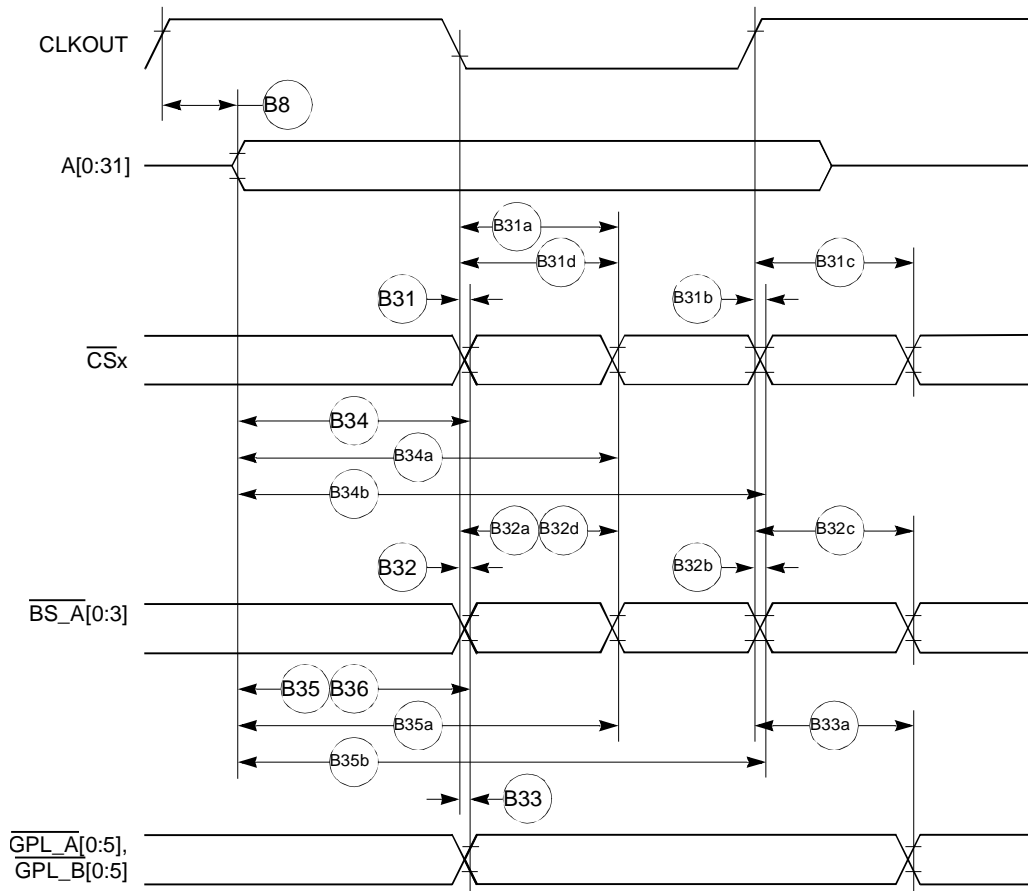 CLKOUT
B8
A[0:31]
B31a
B31d
B31c
B31
B31b
CSx
B34
B34a
B34b
B32a B32d
B32c
B32
B32b
BS_A[0:3]
B35 B36
B35a
B33a
B35b
B33
GPL_A[0:5],
GPL_B[0:5]